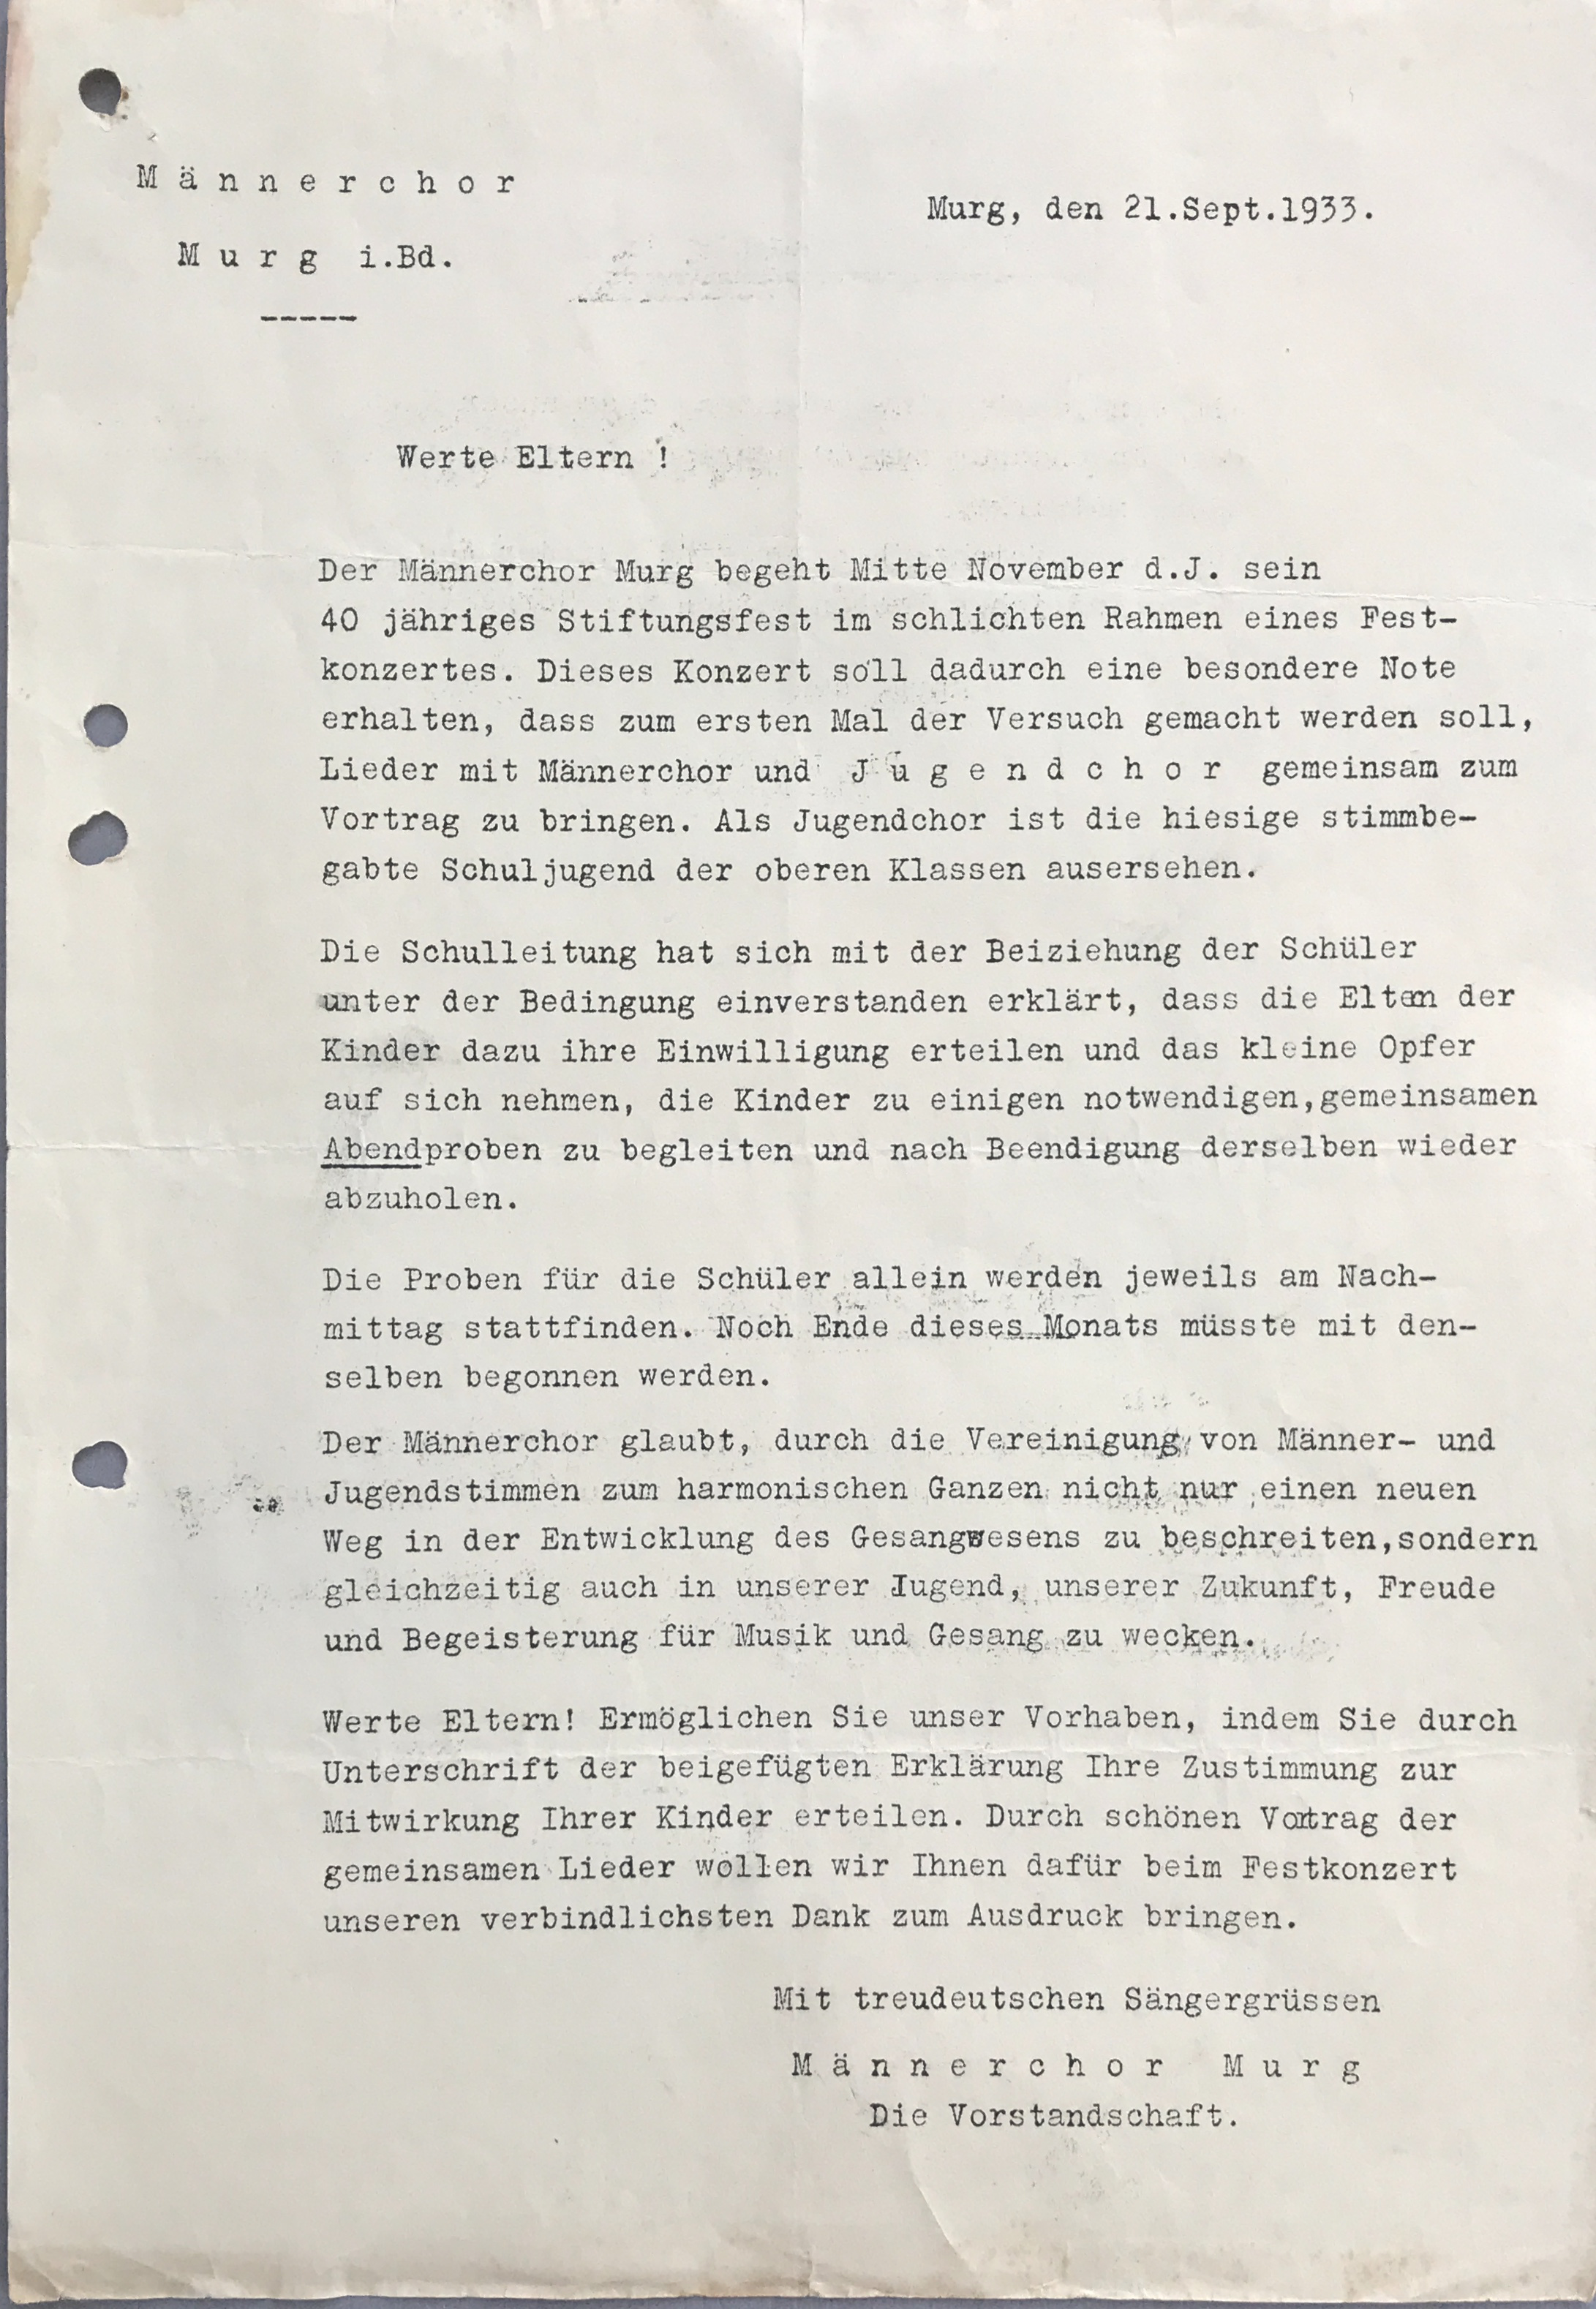 M ä n n e r c h o r
Murg, den 21.Sept.1933.
M u r g i.Bd.
-----
Werte Eltern !
Der Männerchor Murg begeht Mitte November d.J. sein
40 jähriges Stiftungsfest im schlichten Rahmen eines Fest-
konzertes. Dieses Konzert soll dadurch eine besondere Note
erhalten, dass zum ersten Mal der Versuch gemacht werden soll,
Lieder mit Männerchor und J u g e n d c h o r gemeinsam zum
Vortrag zu bringen. Als Jugendchor ist die hiesige stimmbe-
gabte Schuljugend der oberen Klassen ausersehen.
Die Schulleitung hat sich mit der Beiziehung der Schüler
unter der Bedingung einverstanden erklärt, dass die Eltern der
Kinder dazu ihre Einwilligung erteilen und das kleine Opfer
auf sich nehmen, die Kinder zu einigen notwendigen,gemeinsamen
Abendproben zu begleiten und nach Beendigung derselben wieder
abzuholen.
Die Proben für die Schüler allein werden jeweils am Nach-
mittag stattfinden. Noch Ende dieses Monats müsste mit den-
selben begonnen werden.
Der Männerchor glaubt, durch die Vereinigung von Männer- und
Jugendstimmen zum harmonischen Ganzen nicht nur einen neuen
Weg in der Entwicklung des Gesangwesens zu beschreiten,sondern
gleichzeitig auch in unserer Jugend, unserer Zukunft, Freude
und Begeisterung für Musik und Gesang zu wecken.
Werte Eltern! Ermöglichen Sie unser Vorhaben, indem Sie durch
Unterschrift der beigefügten Erklärung Ihre Zustimmung zur
Mitwirkung Ihrer Kinder erteilen. Durch schönen Vortrag der
gemeinsamen Lieder wollen wir Ihnen dafür beim Festkonzert
unseren verbindlichsten Dank zum Ausdruck bringen.
Mit treudeutschen Sängergrüssen
M ä n n e r c h o r M u r g
Die Vorstandschaft.